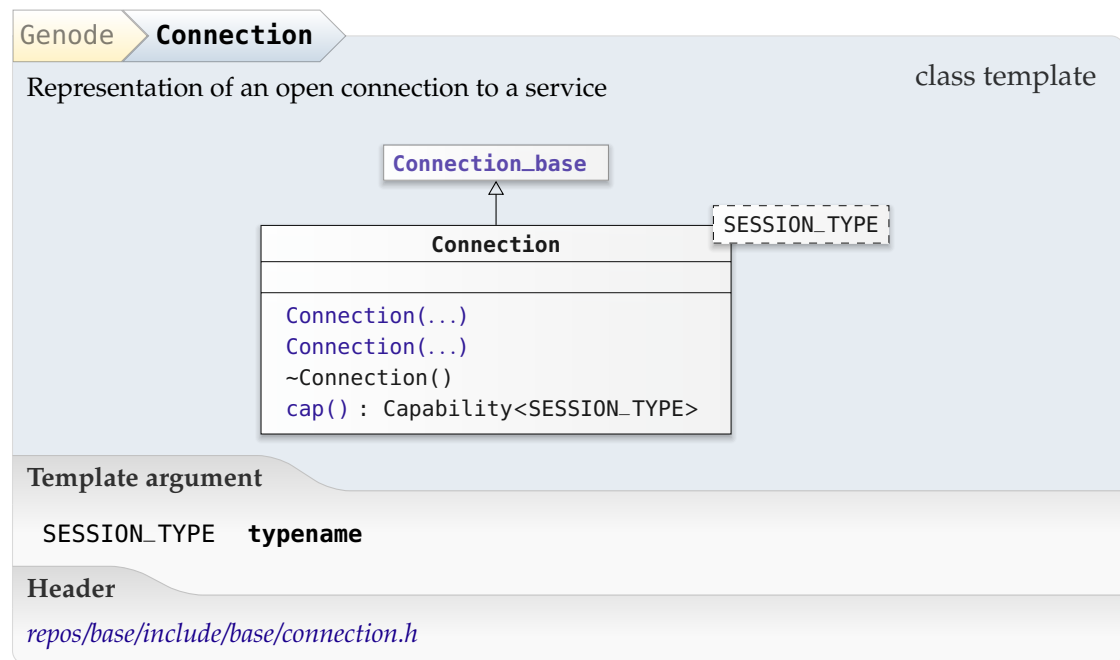 Genode Connection
Representation of an open connection to a service
class template
Connection_base
SESSION_TYPE
Connection
Connection(...)
Connection(...)
~Connection()
cap() : Capability<SESSION_TYPE>
Template argument
SESSION_TYPE typename
Header
repos/base/include/base/connection.h